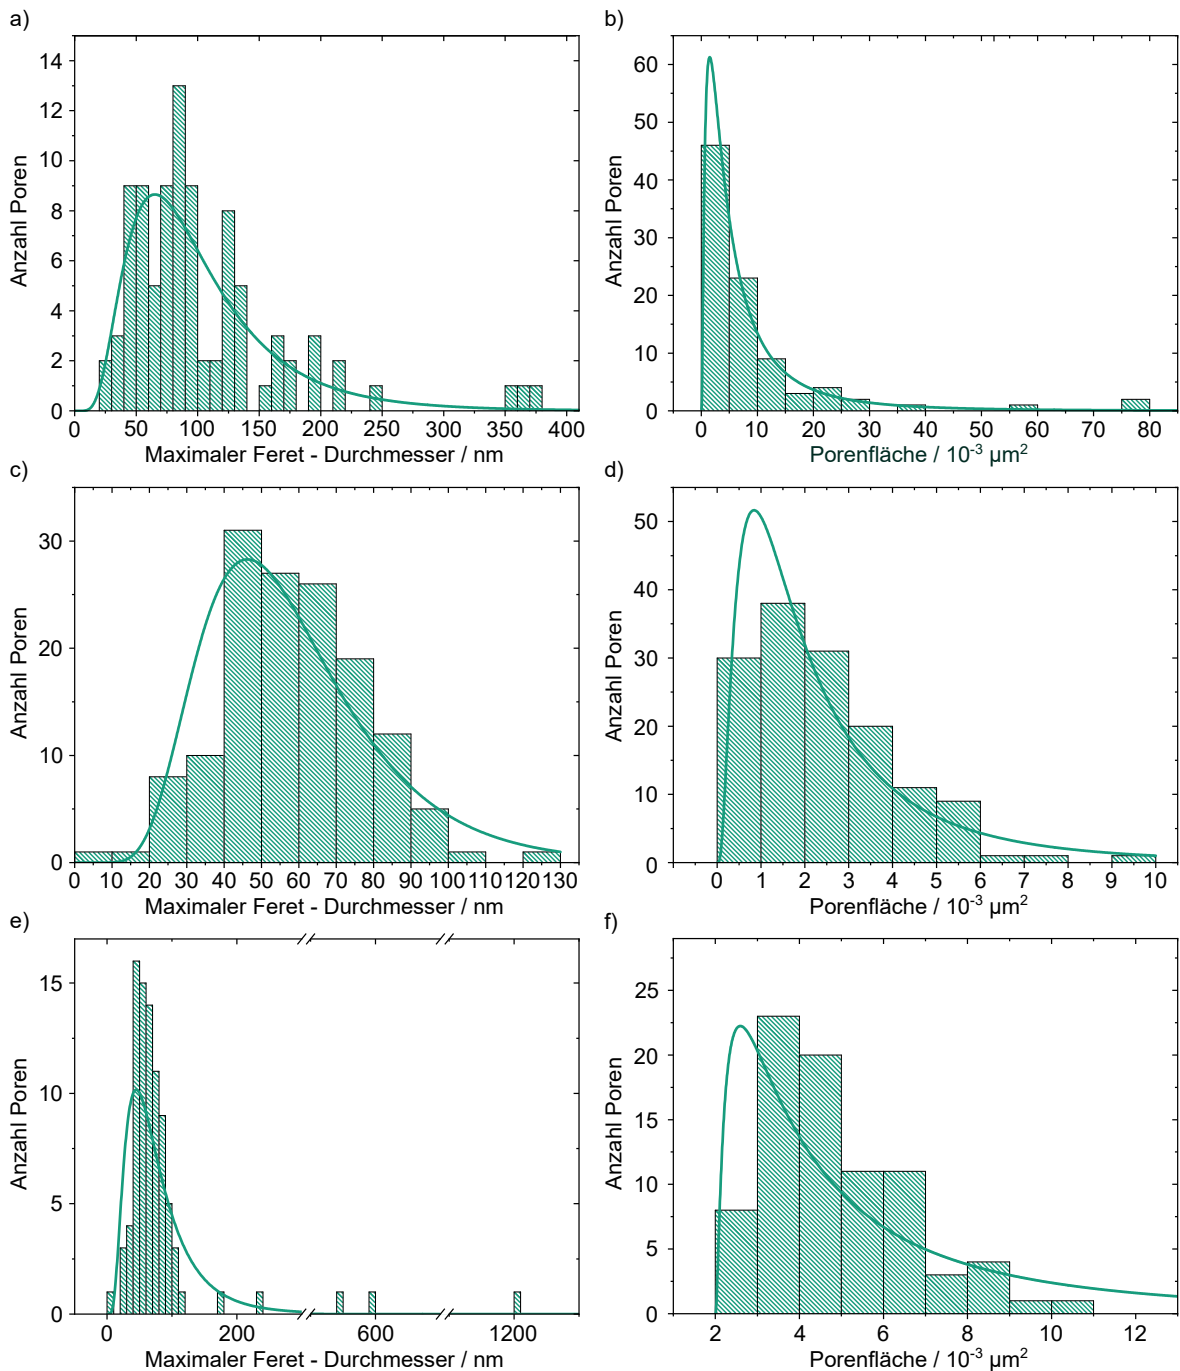 a)
14
12
10
8
6
4
2
0
Anzahl Poren
0 50 100 150 200 250 300 350 400
Maximaler Feret - Durchmesser / nm
b)
60
50
40
30
20
10
0
Anzahl Poren
0 10 20 30 40 50 60 70 80
Porenfläche / 10⁻³ µm²
c)
30
20
10
0
Anzahl Poren
0 10 20 30 40 50 60 70 80 90 100 110 120 130
Maximaler Feret - Durchmesser / nm
d)
50
40
30
20
10
0
Anzahl Poren
0 1 2 3 4 5 6 7 8 9 10
Porenfläche / 10⁻³ µm²
e)
15
10
5
0
Anzahl Poren
0 200 600 1200
Maximaler Feret - Durchmesser / nm
f)
25
20
15
10
5
0
Anzahl Poren
2 4 6 8 10 12
Porenfläche / 10⁻³ µm²